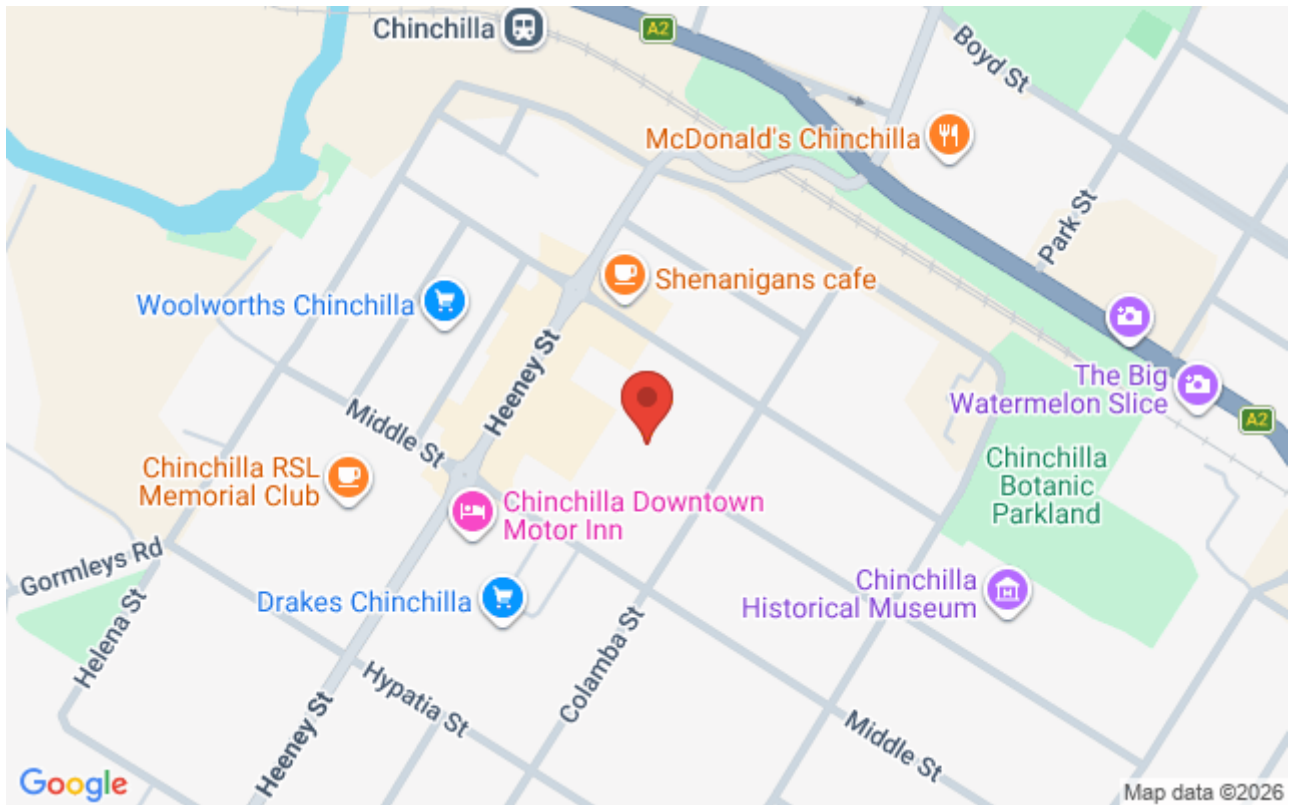 Chinchilla
A2
Boyd St
McDonald's Chinchilla
Park St
Shenanigans cafe
Woolworths Chinchilla
Heeney St
The Big
Watermelon Slice
A2
Middle St
Chinchilla RSL
Memorial Club
Chinchilla
Botanic
Parkland
Chinchilla Downtown
Motor Inn
Gormleys Rd
Chinchilla
Historical Museum
Drakes Chinchilla
Helena St
Colamba St
Hypatia St
Heeney St
Middle St
Google
Map data ©2026